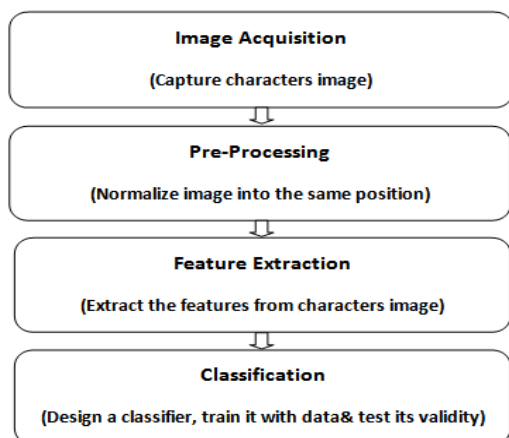 Image Acquisition
(Capture characters image)
Pre-Processing
(Normalize image into the same position)
Feature Extraction
(Extract the features from characters image)
Classification
(Design a classifier, train it with data& test its validity)